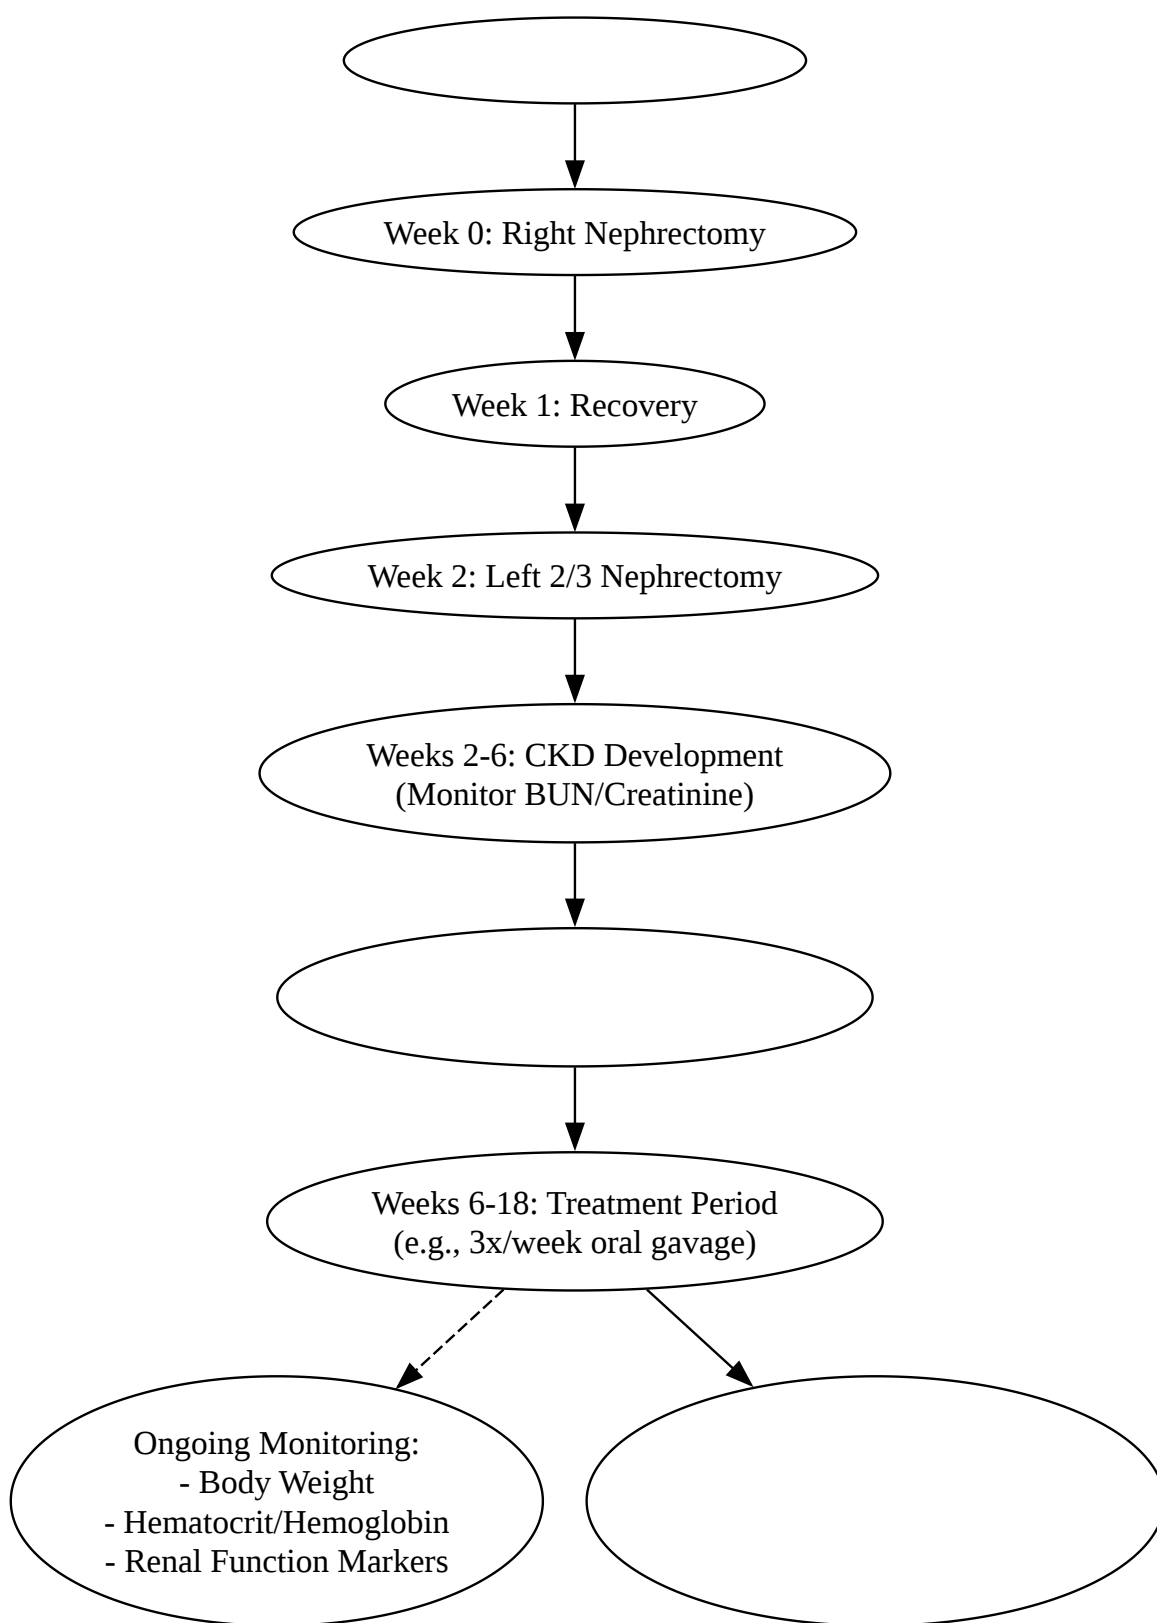 Week 0: Right Nephrectomy
Week 1: Recovery
Week 2: Left 2/3 Nephrectomy
Weeks 2-6: CKD Development
(Monitor BUN/Creatinine)
Weeks 6-18: Treatment Period
(e.g., 3x/week oral gavage)
Ongoing Monitoring:
- Body Weight
- Hematocrit/Hemoglobin
- Renal Function Markers